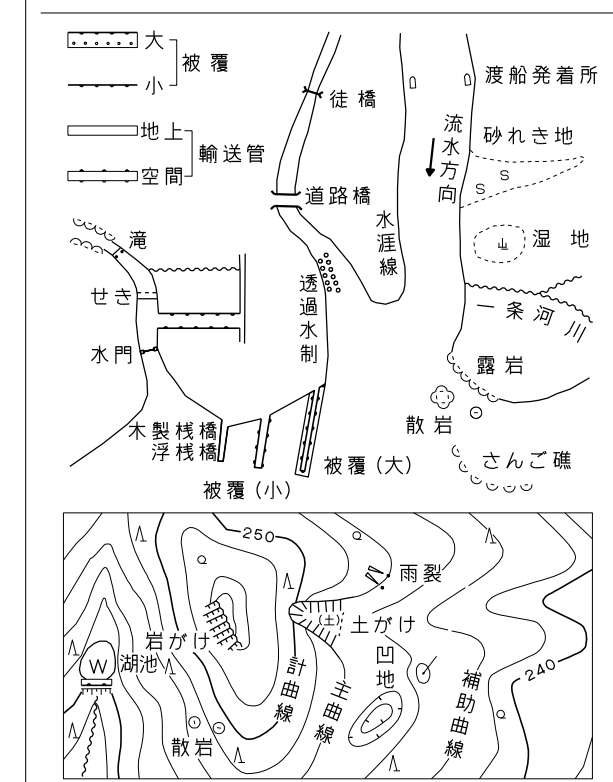 大
小
被覆
地上
空間
輸送管
徒橋
道路橋
渡船発着所
流水方向
砂れき地
S
S
水涯線
湿地
滝
せき
水門
透過水制
一条河川
露岩
散岩
さんご礁
木製桟橋
浮桟橋
被覆(大)
被覆(小)
250
雨裂
(土)
土がけ
岩がけ
W
湖池
凹地
計曲線
主曲線
補助曲線
240
散岩